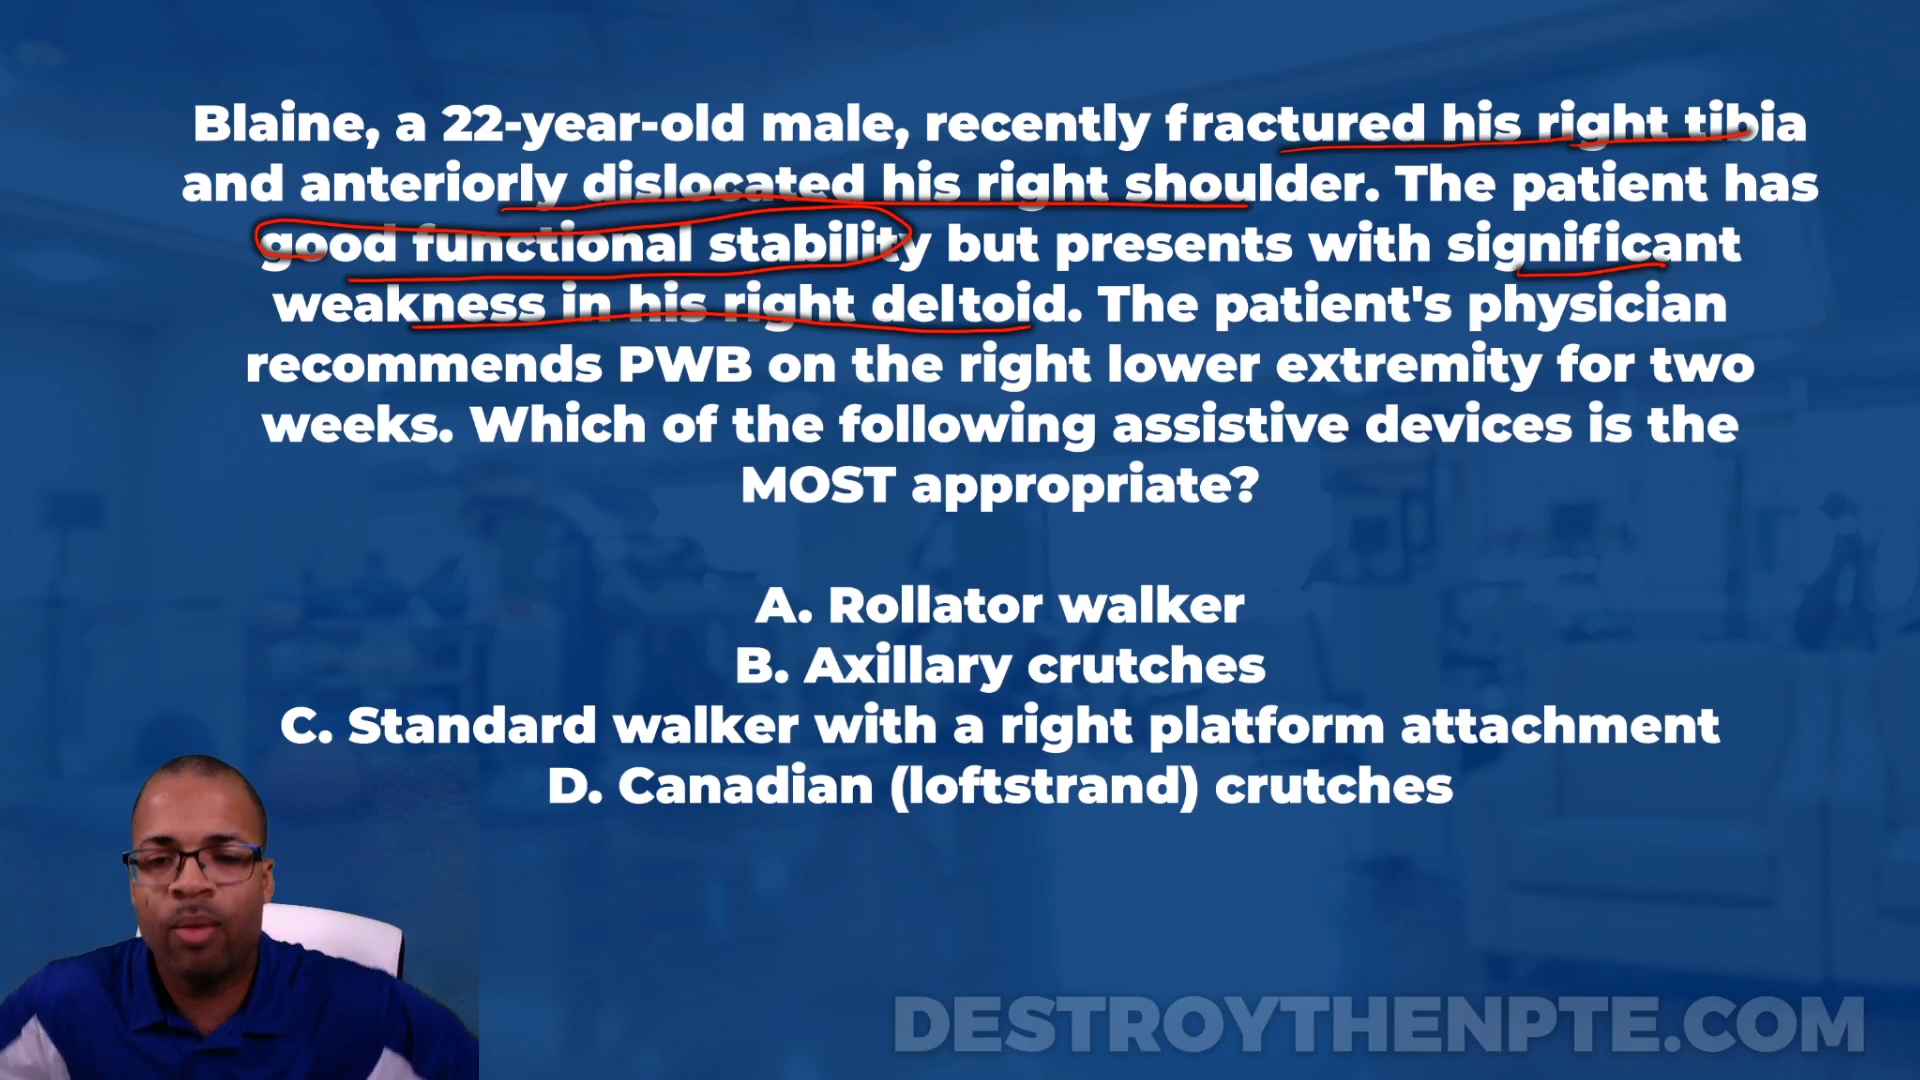 Blaine, a 22-year-old male, recently fractured his right tibia
and anteriorly dislocated his right shoulder. The patient has
good functional stability but presents with significant
weakness in his right deltoid. The patient's physician
recommends PWB on the right lower extremity for two
weeks. Which of the following assistive devices is the
MOST appropriate?
A. Rollator walker
B. Axillary crutches
C. Standard walker with a right platform attachment
D. Canadian (loftstrand) crutches
DESTROYTHENPTE.COM